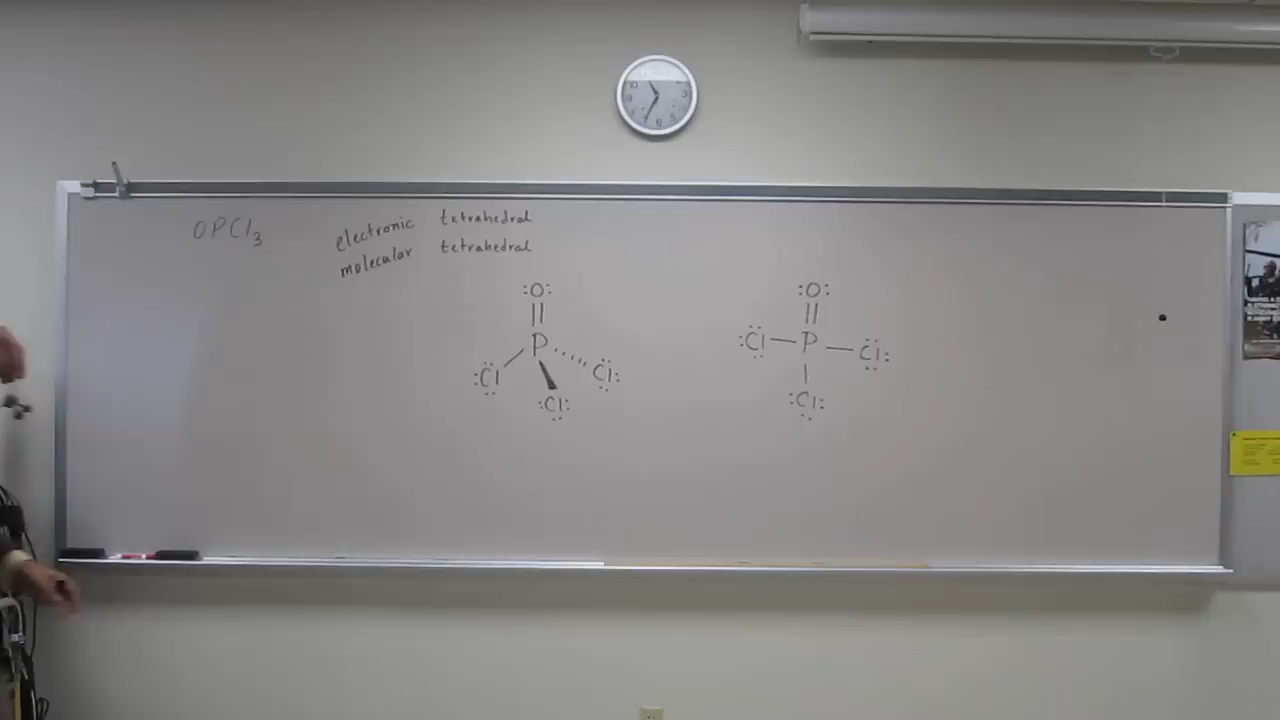 OPCl3
electronic tetrahedral
molecular tetrahedral
:O:
P
:Cl
Cl:
:Cl:
:O:
:Cl—P—Cl:
:Cl: